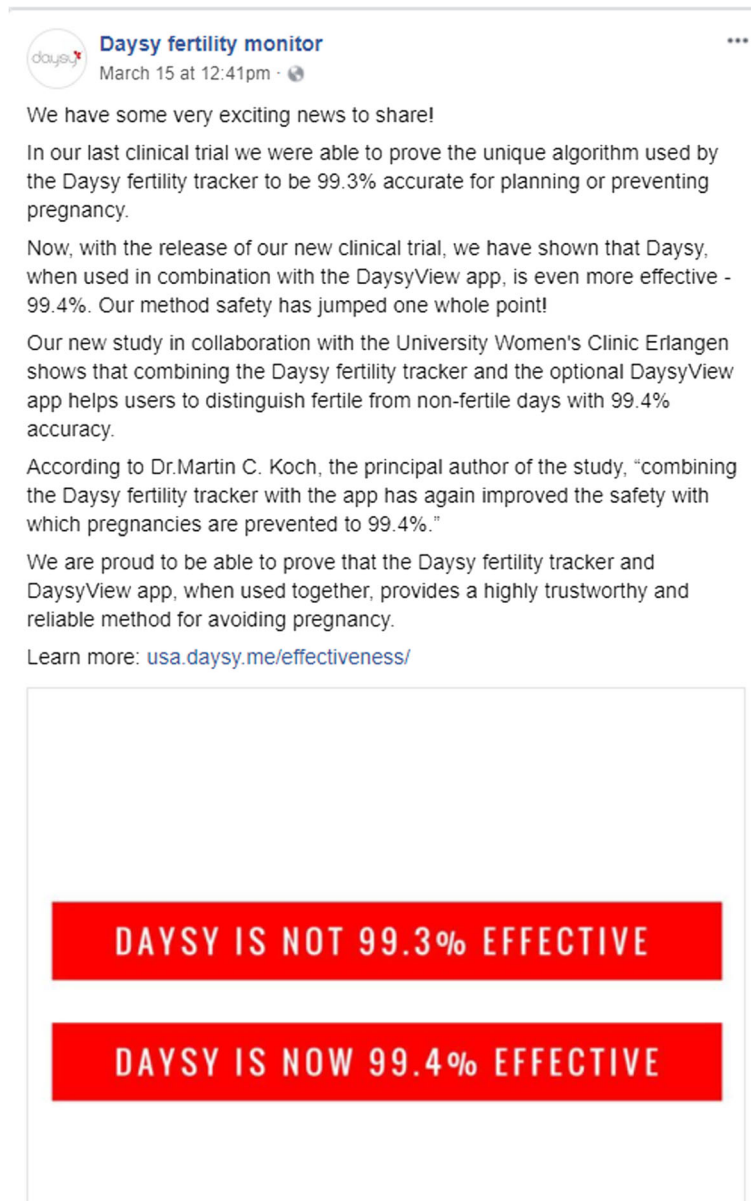 daysy
Daysy fertility monitor
March 15 at 12:41pm ·
We have some very exciting news to share!
In our last clinical trial we were able to prove the unique algorithm used by
the Daysy fertility tracker to be 99.3% accurate for planning or preventing
pregnancy.
Now, with the release of our new clinical trial, we have shown that Daysy,
when used in combination with the DaysyView app, is even more effective -
99.4%. Our method safety has jumped one whole point!
Our new study in collaboration with the University Women's Clinic Erlangen
shows that combining the Daysy fertility tracker and the optional DaysyView
app helps users to distinguish fertile from non-fertile days with 99.4%
accuracy.
According to Dr.Martin C. Koch, the principal author of the study, “combining
the Daysy fertility tracker with the app has again improved the safety with
which pregnancies are prevented to 99.4%.”
We are proud to be able to prove that the Daysy fertility tracker and
DaysyView app, when used together, provides a highly trustworthy and
reliable method for avoiding pregnancy.
Learn more: usa.daysy.me/effectiveness/
DAYSY IS NOT 99.3% EFFECTIVE
DAYSY IS NOW 99.4% EFFECTIVE